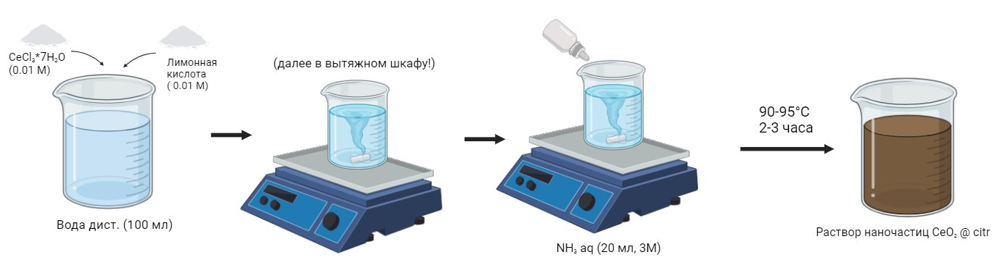 CeCl₃*7H₂O
(0.01 M)
Лимонная
кислота
( 0.01 M)
Вода дист. (100 мл)
(далее в вытяжном шкафу!)
NH₃ aq (20 мл, 3M)
90-95°C
2-3 часа
Раствор наночастиц CeO₂ @ citr